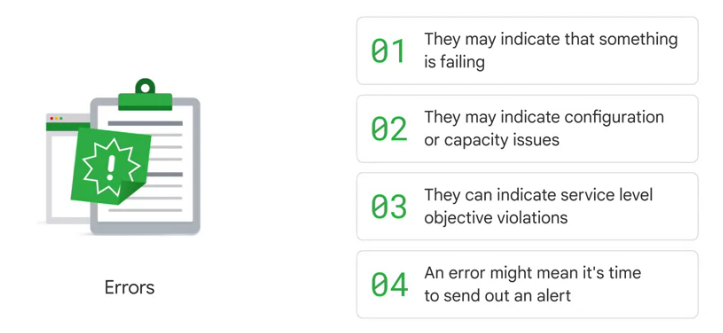 01
They may indicate that something
is failing
02
They may indicate configuration
or capacity issues
03
They can indicate service level
objective violations
04
An error might mean it's time
to send out an alert
Errors